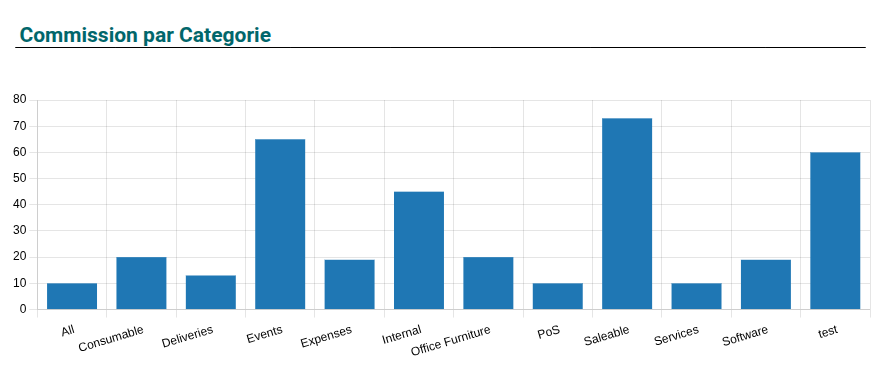 Commission par Categorie
80
70
60
50
40
30
20
10
0
All
Consumable
Deliveries
Events
Expenses
Internal
Office Furniture
PoS
Saleable
Services
Software
test